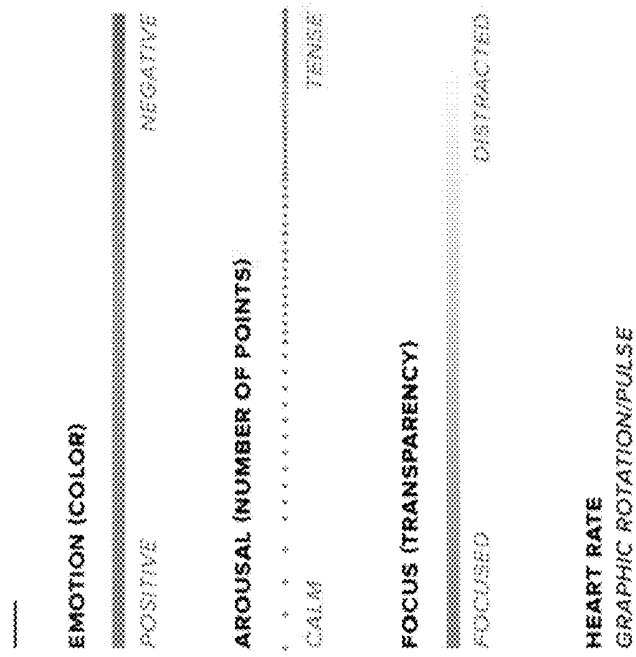 EMOTION (COLOR)
POSITIVE NEGATIVE
AROUSAL (NUMBER OF POINTS)
CALM TENSE
FOCUS (TRANSPARENCY)
FOCUSED DISTRACTED
HEART RATE
GRAPHIC ROTATION/PULSE